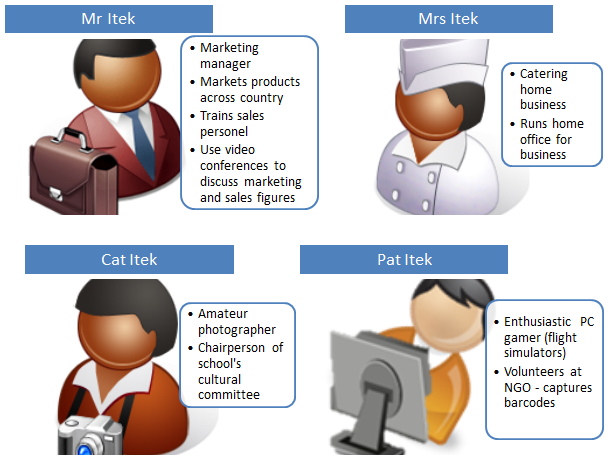 Mr Itek
• Marketing
manager
• Markets products
across country
• Trains sales
personel
• Use video
conferences to
discuss marketing
and sales figures
Mrs Itek
• Catering
home
business
• Runs home
office for
business
Cat Itek
• Amateur
photographer
• Chairperson of
school's
cultural
committee
Pat Itek
• Enthusiastic PC
gamer (flight
simulators)
• Volunteers at
NGO - captures
barcodes